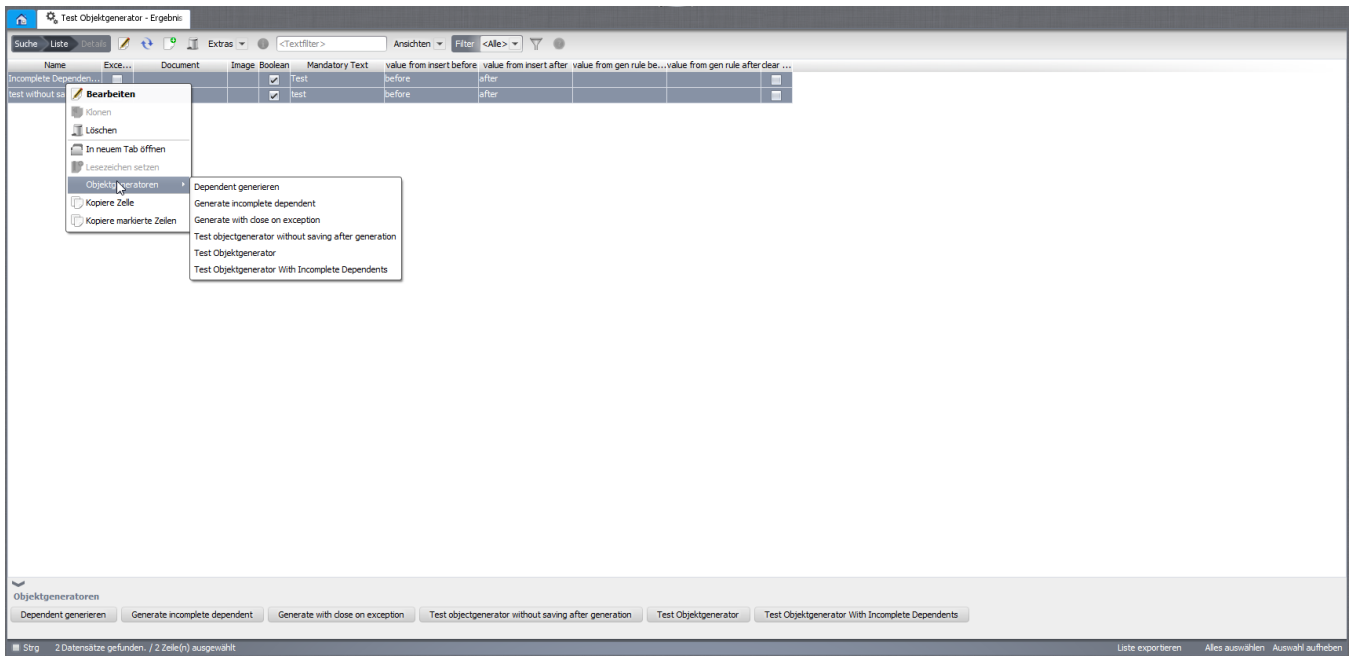 Test Objektgenerator - Ergebnis
Suche Liste Details Extras <Textfilter> Ansichten Filter <Alle>
Name Exce... Document Image Boolean Mandatory Text value from insert before value from insert after value from gen rule be... value from gen rule after clear ...
Incomplete Dependen... Test before after
test without sa test before after
Bearbeiten
Klonen
Löschen
In neuem Tab öffnen
Lesezeichen setzen
Objektgeneratoren
Kopiere Zelle
Kopiere markierte Zeilen
Dependent generieren
Generate incomplete dependent
Generate with close on exception
Test objectgenerator without saving after generation
Test Objektgenerator
Test Objektgenerator With Incomplete Dependents
Objektgeneratoren
Dependent generieren Generate incomplete dependent Generate with close on exception Test objectgenerator without saving after generation Test Objektgenerator Test Objektgenerator With Incomplete Dependents
Strg 2 Datensätze gefunden. / 2 Zeile(n) ausgewählt Liste exportieren Alles auswählen Auswahl aufheben